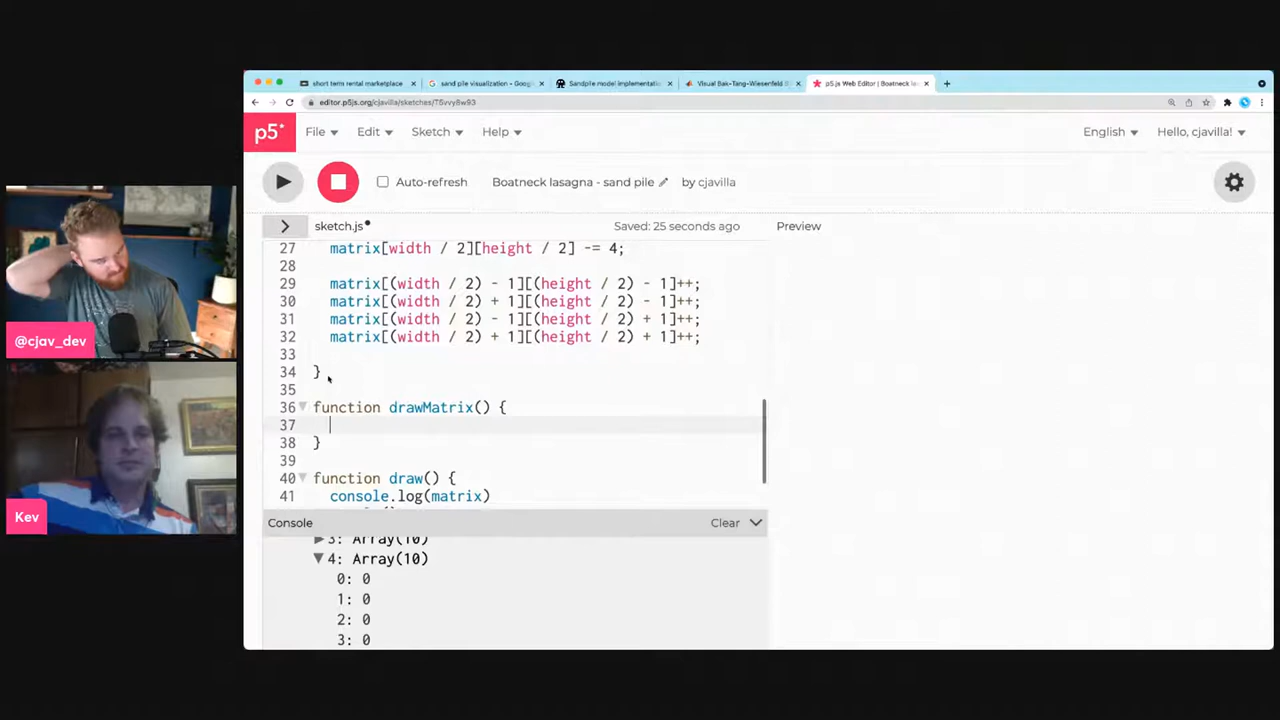 short term rental marketplace
sand pile visualization - Goog
Sandpile model implementatio
Visual Bak-Tang-Wiesenfeld S
p5.js Web Editor | Boatneck la
editor.p5js.org/cjavilla/sketches/T5vvy8w93
p5* File Edit Sketch Help English Hello, cjavilla!
Auto-refresh Boatneck lasagna - sand pile by cjavilla
sketch.js Saved: 25 seconds ago Preview
27 matrix[width / 2][height / 2] -= 4;
28
29 matrix[(width / 2) - 1][(height / 2) - 1]++;
30 matrix[(width / 2) + 1][(height / 2) - 1]++;
31 matrix[(width / 2) - 1][(height / 2) + 1]++;
32 matrix[(width / 2) + 1][(height / 2) + 1]++;
33
34 }
35
36 function drawMatrix() {
37
38 }
39
40 function draw() {
41 console.log(matrix)
Console Clear
3: Array(10)
4: Array(10)
0: 0
1: 0
2: 0
3: 0
@cjav_dev
Kev